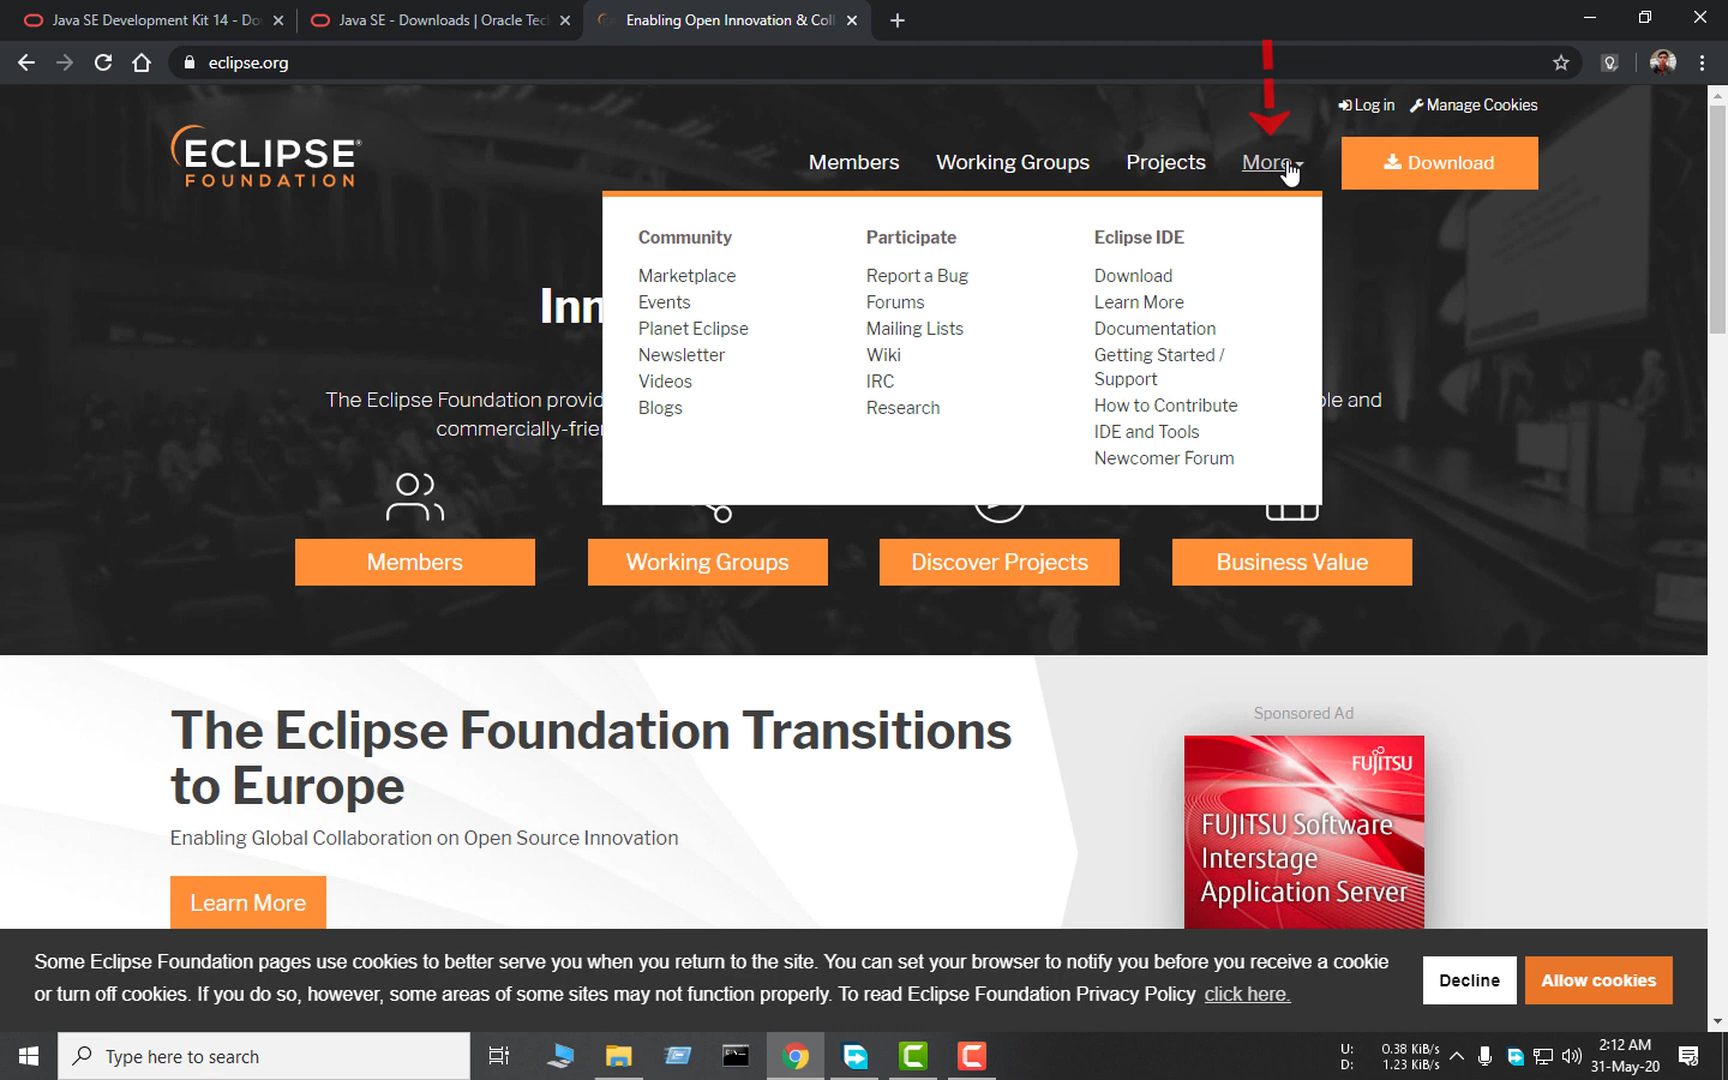 Java SE Development Kit 14 - Do
Java SE - Downloads | Oracle Tec
Enabling Open Innovation & Coll
eclipse.org
Log in
Manage Cookies
ECLIPSE
FOUNDATION
Members
Working Groups
Projects
More
Download
Community
Marketplace
Events
Planet Eclipse
Newsletter
Videos
Blogs
Participate
Report a Bug
Forums
Mailing Lists
Wiki
IRC
Research
Eclipse IDE
Download
Learn More
Documentation
Getting Started /
Support
How to Contribute
IDE and Tools
Newcomer Forum
Inn
The Eclipse Foundation provid
ble and
commercially-frie
Members
Working Groups
Discover Projects
Business Value
The Eclipse Foundation Transitions
to Europe
Enabling Global Collaboration on Open Source Innovation
Learn More
Sponsored Ad
FUJITSU
FUJITSU Software
Interstage
Application Server
Some Eclipse Foundation pages use cookies to better serve you when you return to the site. You can set your browser to notify you before you receive a cookie
or turn off cookies. If you do so, however, some areas of some sites may not function properly. To read Eclipse Foundation Privacy Policy click here.
Decline
Allow cookies
Type here to search
U: 0.38 KiB/s
D: 1.23 KiB/s
2:12 AM
31-May-20